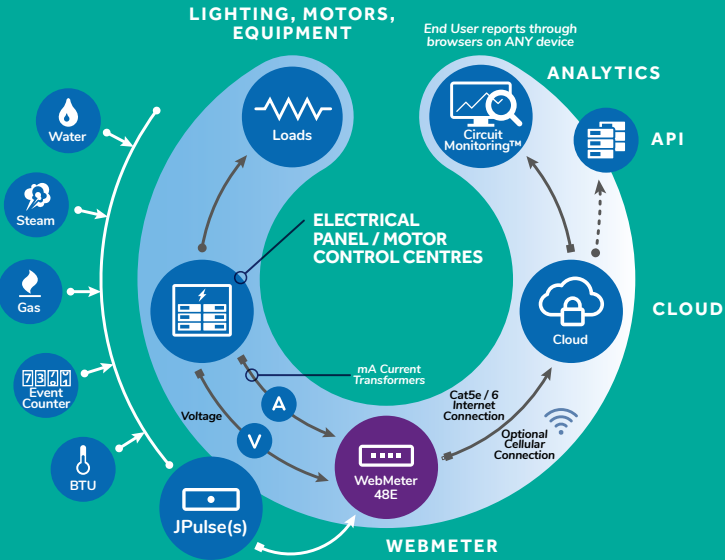 LIGHTING, MOTORS,
EQUIPMENT
End User reports through
browsers on ANY device
ANALYTICS
Loads
Circuit
Monitoring™
API
Water
Steam
Gas
Event
Counter
BTU
ELECTRICAL
PANEL / MOTOR
CONTROL CENTRES
CLOUD
Cloud
mA Current
Transformers
A
Voltage
V
Cat5e / 6
Internet
Connection
Optional
Cellular
Connection
WebMeter
48E
JPulse(s)
WEBMETER